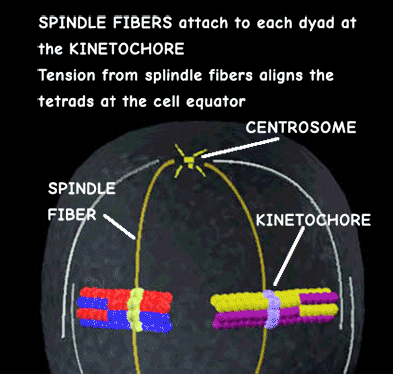 SPINDLE FIBERS attach to each dyad at
the KINETOCHORE
Tension from splindle fibers aligns the
tetrads at the cell equator
CENTROSOME
SPINDLE
FIBER
KINETOCHORE